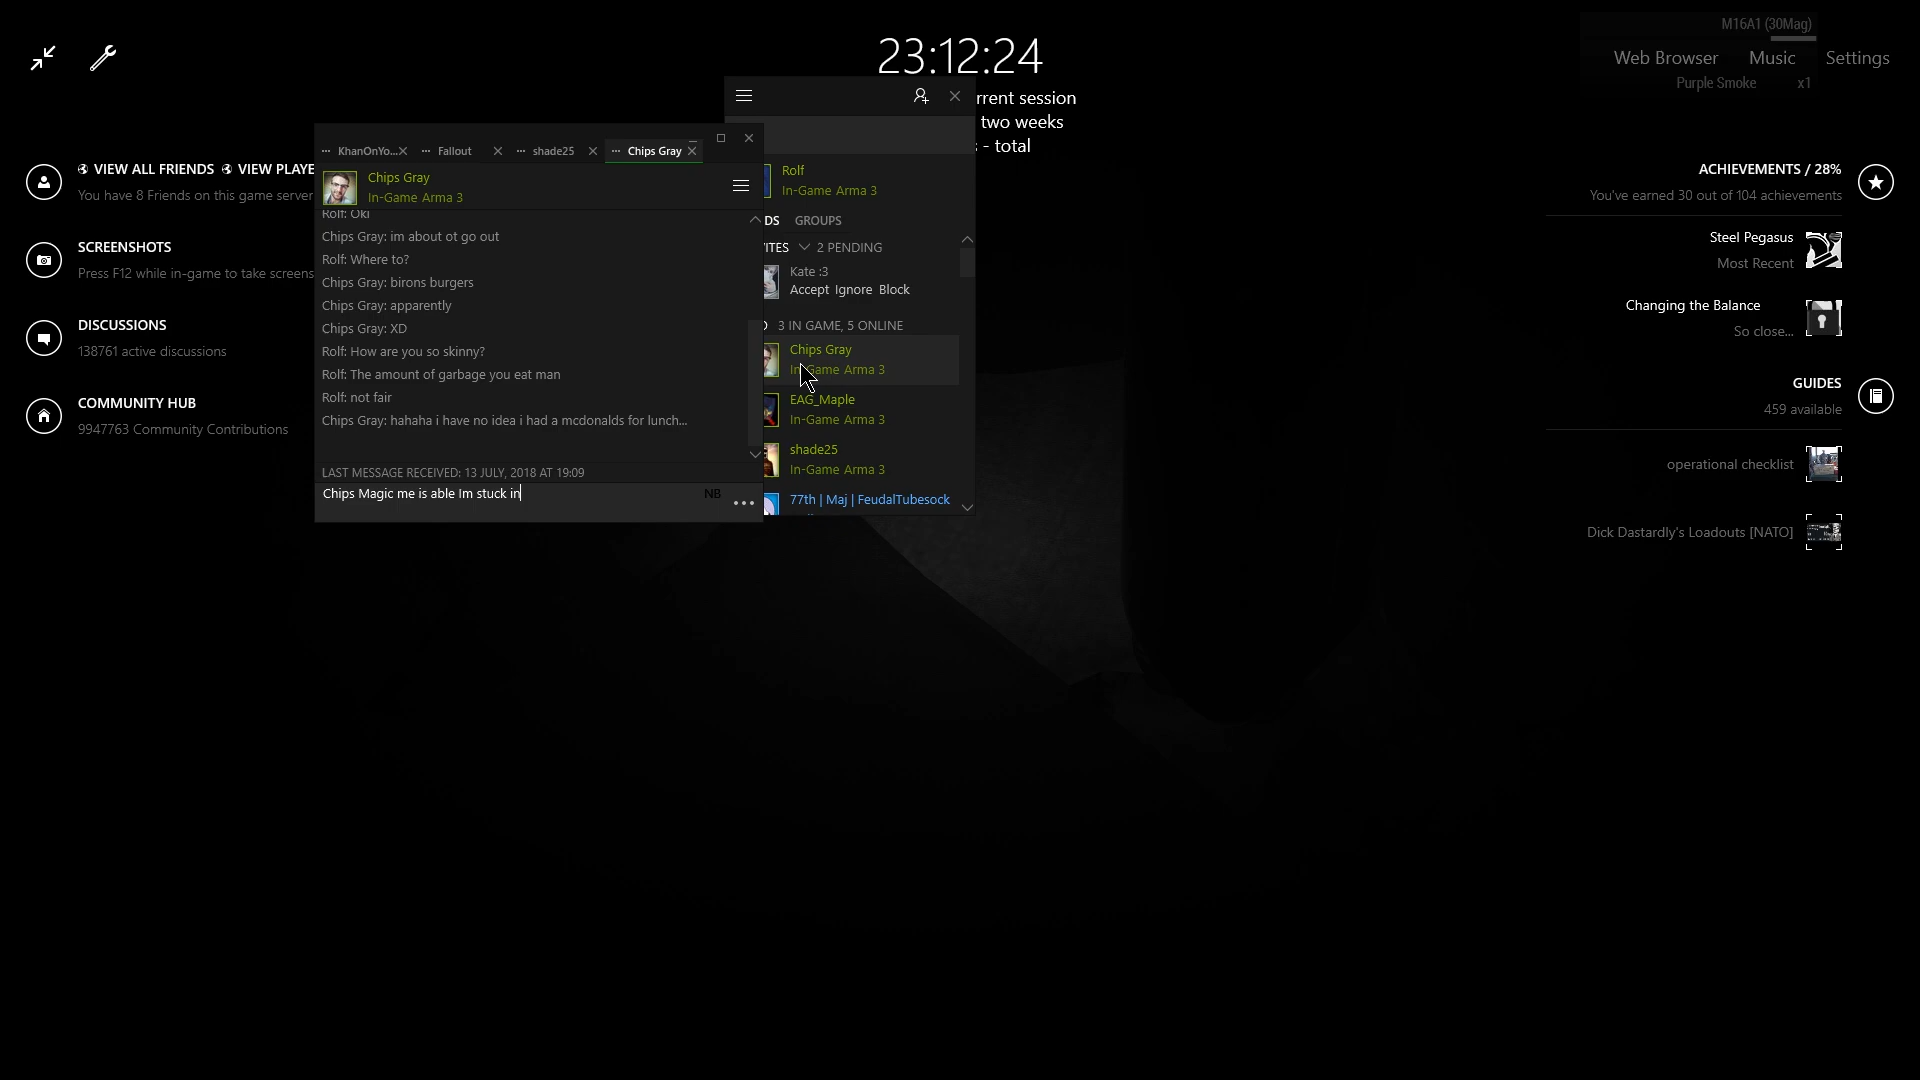 M16A1 (30Mag)
23:12:24
Web Browser Music Settings
Purple Smoke x1
rrent session
two weeks
- total
KhanOnYo... Fallout shade25 Chips Gray
Chips Gray
In-Game Arma 3
Rolf: Oki
Chips Gray: im about ot go out
Rolf: Where to?
Chips Gray: birons burgers
Chips Gray: apparently
Chips Gray: XD
Rolf: How are you so skinny?
Rolf: The amount of garbage you eat man
Rolf: not fair
Chips Gray: hahaha i have no idea i had a mcdonalds for lunch...
LAST MESSAGE RECEIVED: 13 JULY, 2018 AT 19:09
Chips Magic me is able Im stuck in
NB
Rolf
In-Game Arma 3
DS GROUPS
ITES 2 PENDING
Kate :3
Accept Ignore Block
3 IN GAME, 5 ONLINE
Chips Gray
In-Game Arma 3
EAG_Maple
In-Game Arma 3
shade25
In-Game Arma 3
77th | Maj | FeudalTubesock
VIEW ALL FRIENDS VIEW PLAYE
You have 8 Friends on this game server
SCREENSHOTS
Press F12 while in-game to take screens
DISCUSSIONS
138761 active discussions
COMMUNITY HUB
9947763 Community Contributions
ACHIEVEMENTS / 28%
You've earned 30 out of 104 achievements
Steel Pegasus
Most Recent
Changing the Balance
So close...
GUIDES
459 available
operational checklist
Dick Dastardly's Loadouts [NATO]